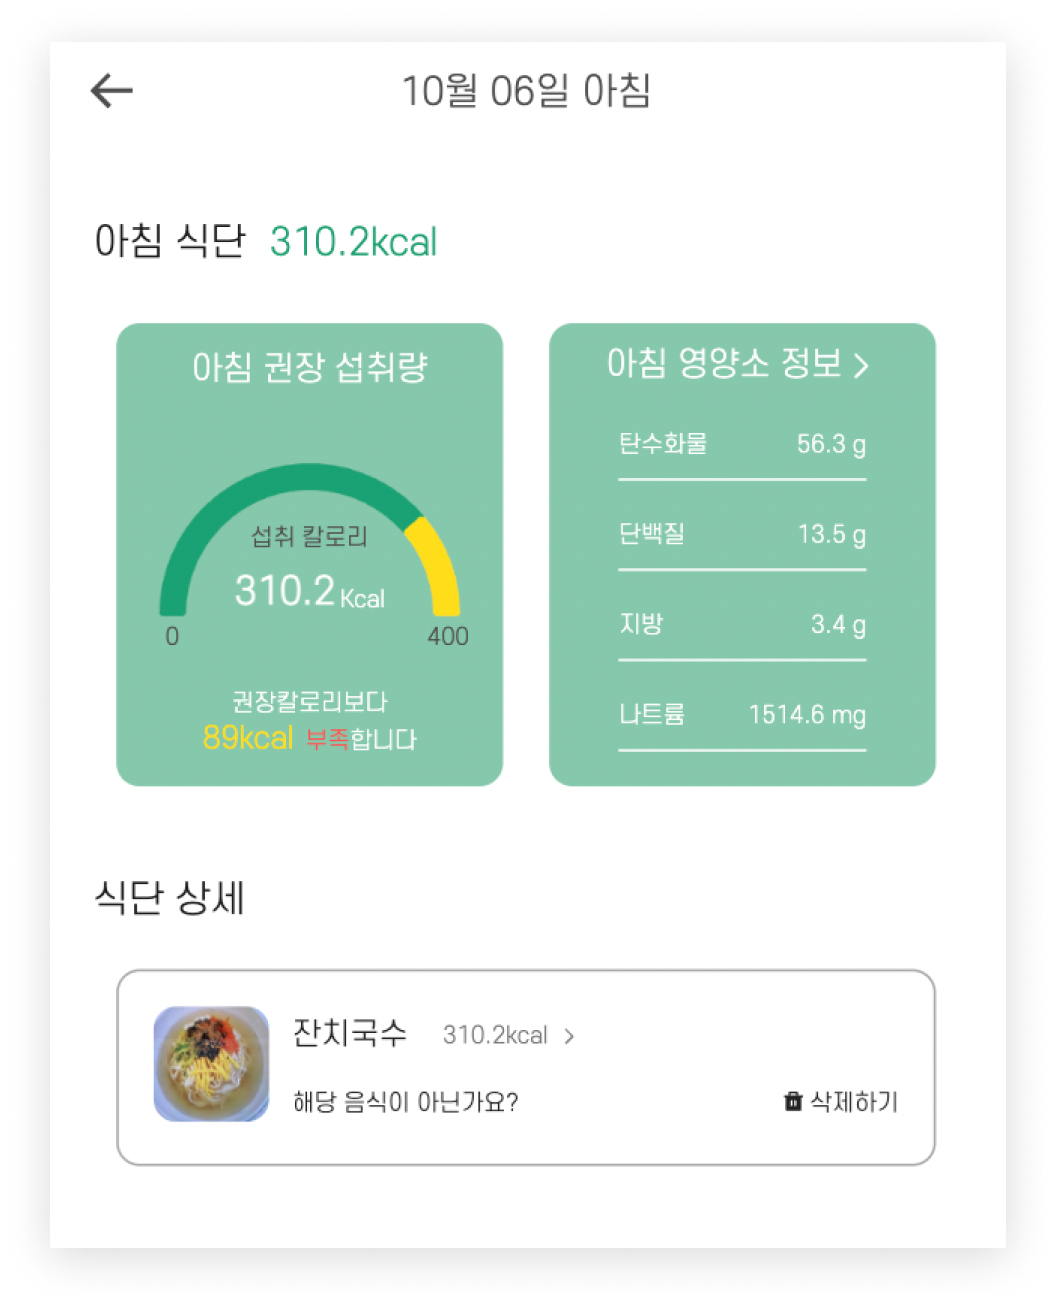 10월 06일 아침
아침 식단 310.2kcal
아침 권장 섭취량
섭취 칼로리
310.2 Kcal
0 400
권장칼로리보다
89kcal 부족합니다
아침 영양소 정보 >
탄수화물 56.3 g
단백질 13.5 g
지방 3.4 g
나트륨 1514.6 mg
식단 상세
잔치국수 310.2kcal >
해당 음식이 아닌가요? 삭제하기